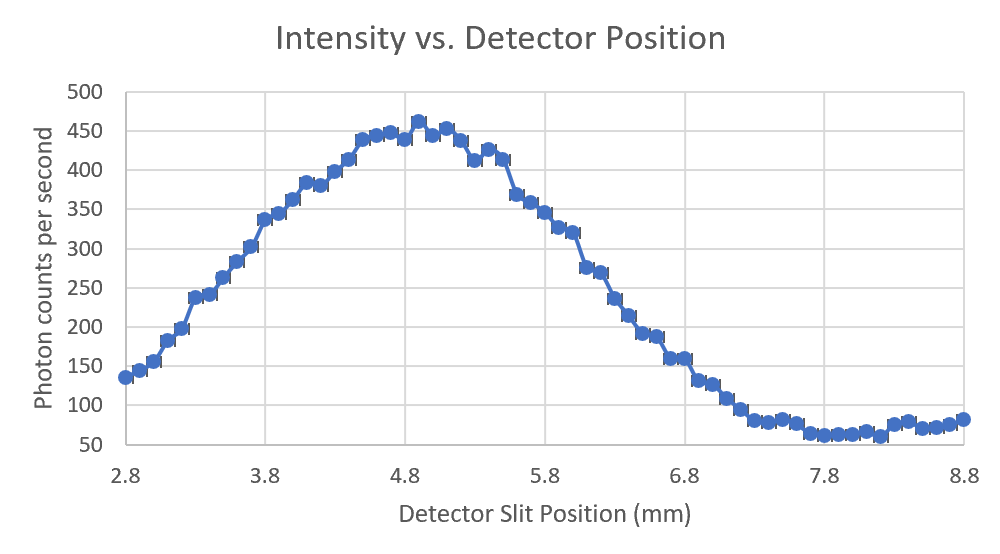 Intensity vs. Detector Position
Photon counts per second
500
450
400
350
300
250
200
150
100
50
2.8 3.8 4.8 5.8 6.8 7.8 8.8
Detector Slit Position (mm)